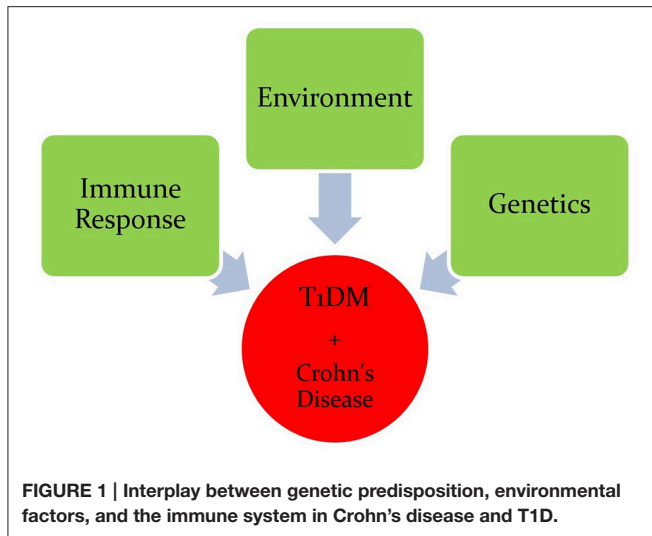 Environment
Immune
Response
Genetics
T1DM
+
Crohn's
Disease
FIGURE 1 | Interplay between genetic predisposition, environmental
factors, and the immune system in Crohn's disease and T1D.